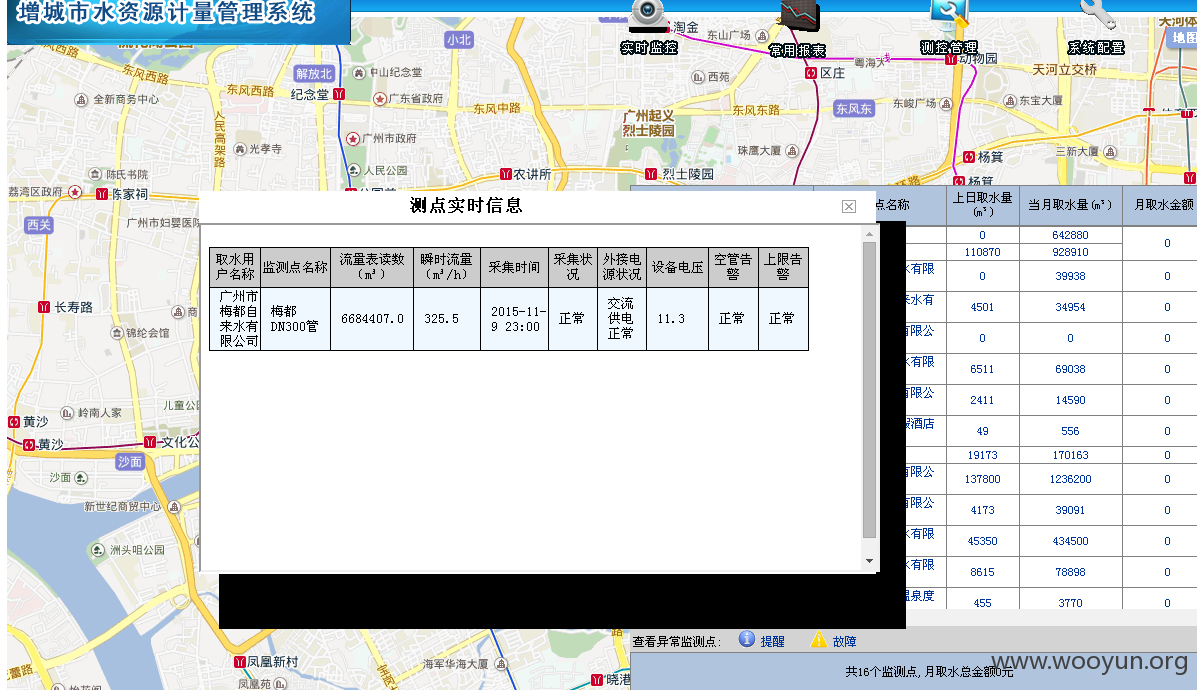 增城市水资源计量管理系统
实时监控
常用报表
测控管理
系统配置
地图
小北
淘金
东山广场
粤海大
区庄
动物园
天河立交桥
东风西路
解放北
中山纪念堂
西苑
全新商务中心
东风西路
纪念堂
广东省政府
东风中路
广州起义
烈士陵园
东风东路
东风东
东峻广场
东宝大厦
人民高架路
广州市政府
光孝寺
珠鹰大厦
杨箕
三新大厦
人民公园
陈氏书院
农讲所
烈士陵园
杨箕
荔湾区政府
陈家祠
西关
广州市妇婴医院
长寿路
锦纶会馆
岭南人家
儿童公
黄沙
黄沙
文化公
沙面
沙面
新世纪商贸中心
洲头咀公园
凤凰新村
海军华海大厦
测点实时信息
取水用户名称 监测点名称 流量表读数(m³) 瞬时流量(m³/h) 采集时间 采集状况 外接电源状况 设备电压 空管告警 上限告警
广州市梅都自来水有限公司 梅都DN300管 6684407.0 325.5 2015-11-9 23:00 正常 交流供电正常 11.3 正常 正常
点名称 上日取水量(m³) 当月取水量(m³) 月取水金额
0 642880 0
110870 928910
水有限 0 39938 0
来水有 4501 34954 0
有限公 0 0 0
水有限 6511 69038 0
有限公 2411 14590 0
酒店 49 556 0
19173 170163 0
有限公 137800 1236200 0
有限公 4173 39091 0
水有限 45350 434500 0
水有限 8615 78898 0
温泉度 455 3770 0
查看异常监测点: 提醒 故障
共16个监测点,月取水总金额0元
www.wooyun.org